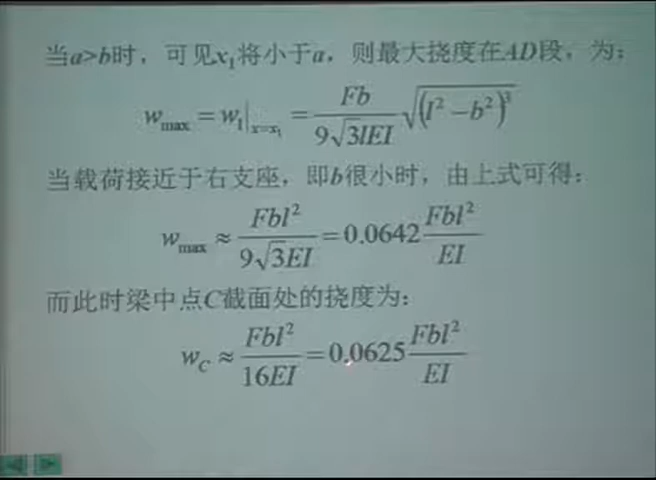 当a>b时，可见x₁将小于a，则最大挠度在AD段，为：
w_max = w₁|_{x=x₁} = Fb / (9√3lEI) √((l² − b²)³)
当载荷接近于右支座，即b很小时，由上式可得：
w_max ≈ Fbl² / (9√3EI) = 0.0642 Fbl² / EI
而此时梁中点C截面处的挠度为：
w_C ≈ Fbl² / (16EI) = 0.0625 Fbl² / EI